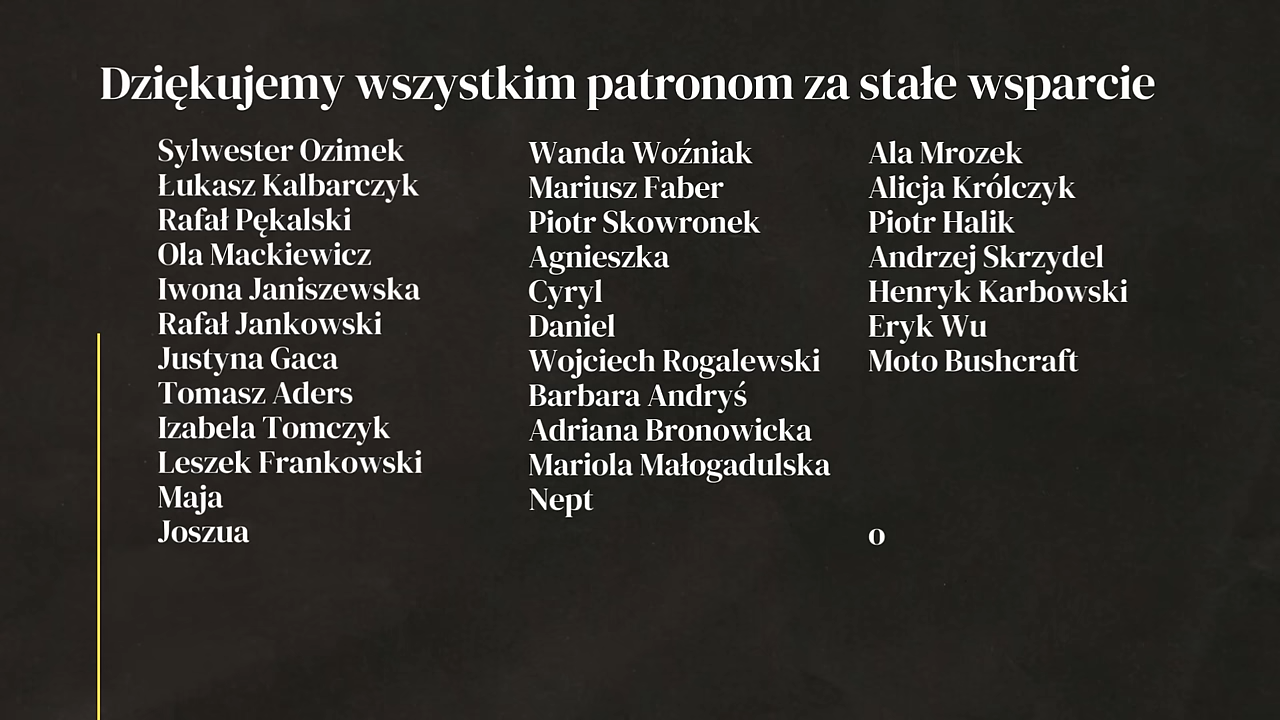 Dziękujemy wszystkim patronom za stałe wsparcie
Sylwester Ozimek
Łukasz Kalbarczyk
Rafał Pękalski
Ola Mackiewicz
Iwona Janiszewska
Rafał Jankowski
Justyna Gaca
Tomasz Aders
Izabela Tomczyk
Leszek Frankowski
Maja
Joszua
Wanda Woźniak
Mariusz Faber
Piotr Skowronek
Agnieszka
Cyryl
Daniel
Wojciech Rogalewski
Barbara Andryś
Adriana Bronowicka
Mariola Małogadulska
Nept
Ala Mrozek
Alicja Królczyk
Piotr Halik
Andrzej Skrzydel
Henryk Karbowski
Eryk Wu
Moto Bushcraft
o